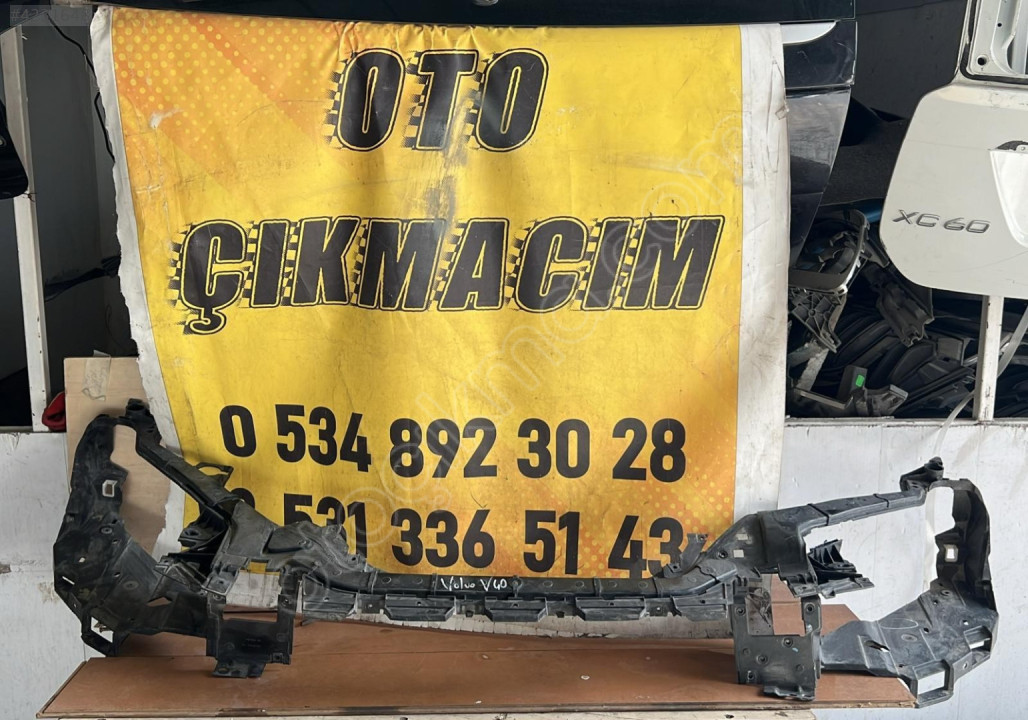 OTO
ÇIKMACIM
0 534 892 30 28
0 531 336 51 43
XC60
Volvo V40